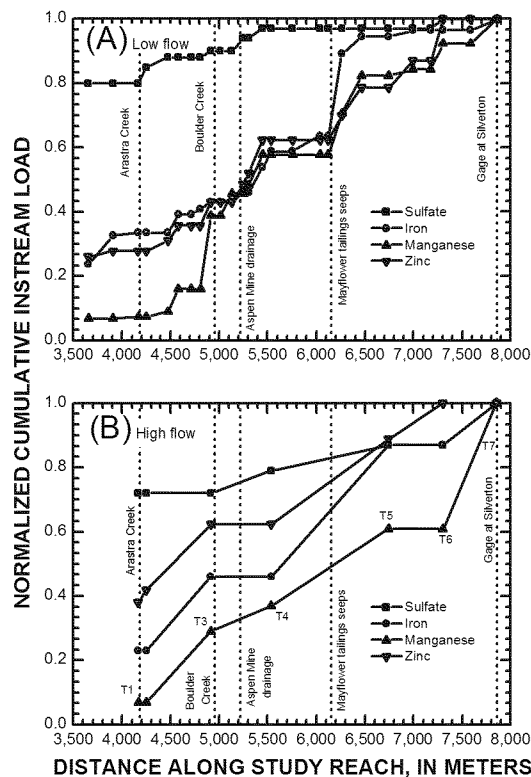 NORMALIZED CUMULATIVE INSTREAM LOAD
1.0
0.8
0.6
0.4
0.2
0.0
(A) Low flow
Arastra Creek
Boulder Creek
Aspen Mine drainage
Mayflower tailings seeps
Gage at Silverton
Sulfate
Iron
Manganese
Zinc
3,500 4,000 4,500 5,000 5,500 6,000 6,500 7,000 7,500 8,000
1.0
0.8
0.6
0.4
0.2
0.0
(B) High flow
Arastra Creek
Boulder
Creek
Aspen Mine
drainage
Mayflower tailings seeps
Gage at Silverton
T1
T3
T4
T5
T6
T7
Sulfate
Iron
Manganese
Zinc
3,500 4,000 4,500 5,000 5,500 6,000 6,500 7,000 7,500 8,000
DISTANCE ALONG STUDY REACH, IN METERS